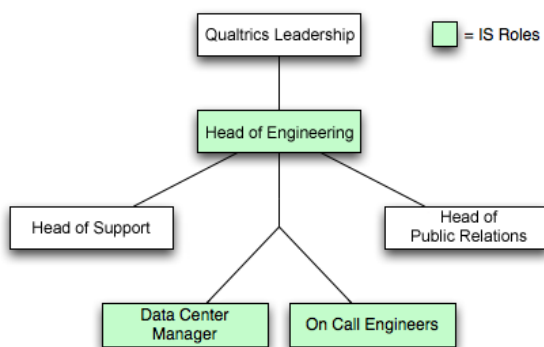 Qualtrics Leadership
= IS Roles
Head of Engineering
Head of Support
Head of
Public Relations
Data Center
Manager
On Call Engineers